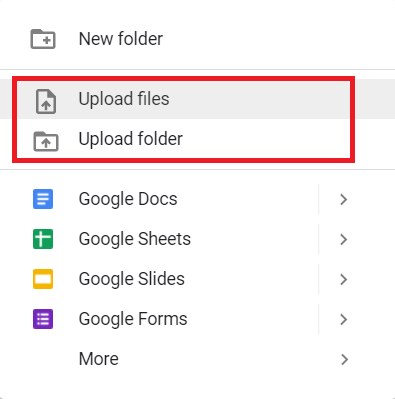 New folder
Upload files
Upload folder
Google Docs
Google Sheets
Google Slides
Google Forms
More